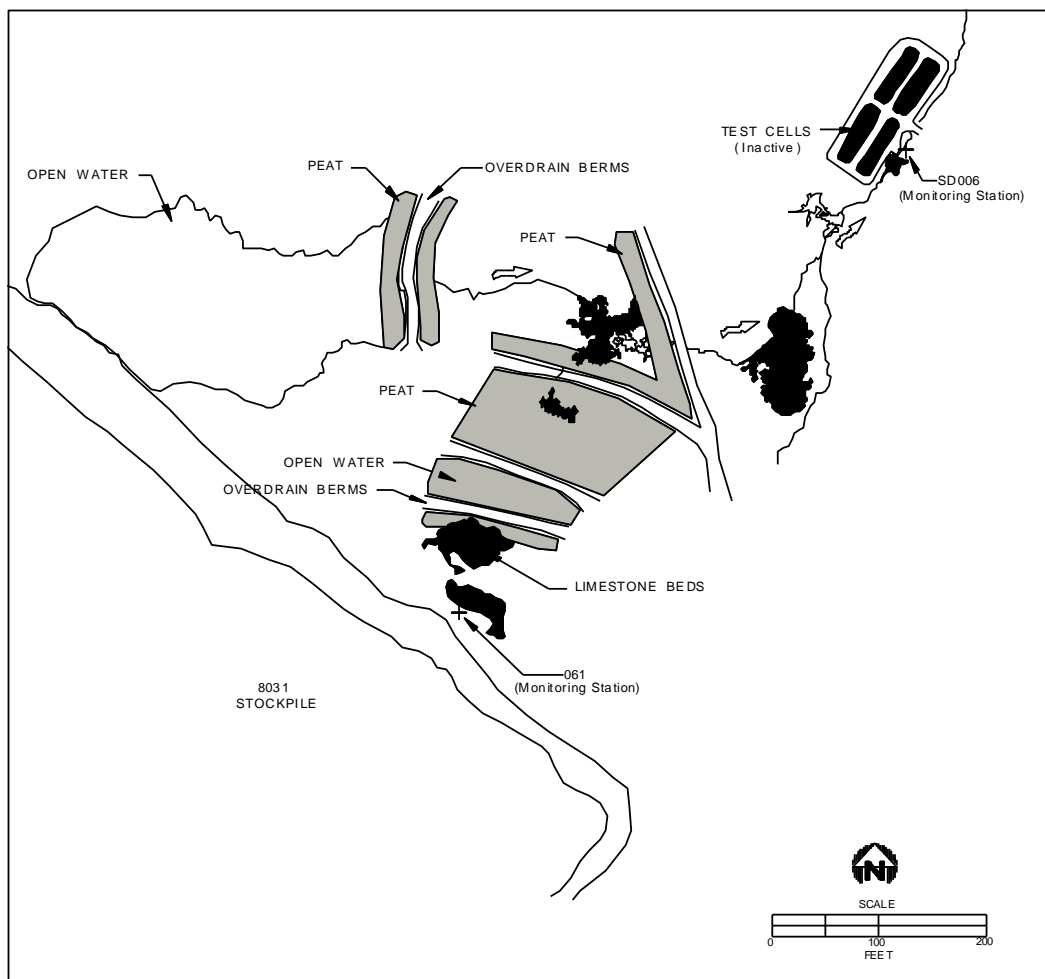 TEST CELLS
(Inactive)
PEAT
OVERDRAIN BERMS
OPEN WATER
SD006
(Monitoring Station)
PEAT
PEAT
OPEN WATER
OVERDRAIN BERMS
LIMESTONE BEDS
061
(Monitoring Station)
8031
STOCKPILE
N
SCALE
0 100 200
FEET